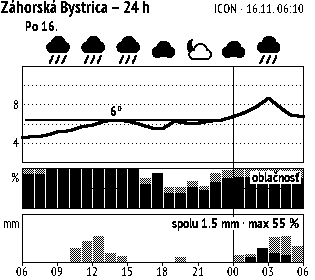 Záhorská Bystrica – 24 h
ICON · 16.11. 06:10
Po 16.
6°
8
4
%
oblačnosť
mm
spolu 1.5 mm · max 55 %
06 09 12 15 18 21 00 03 06